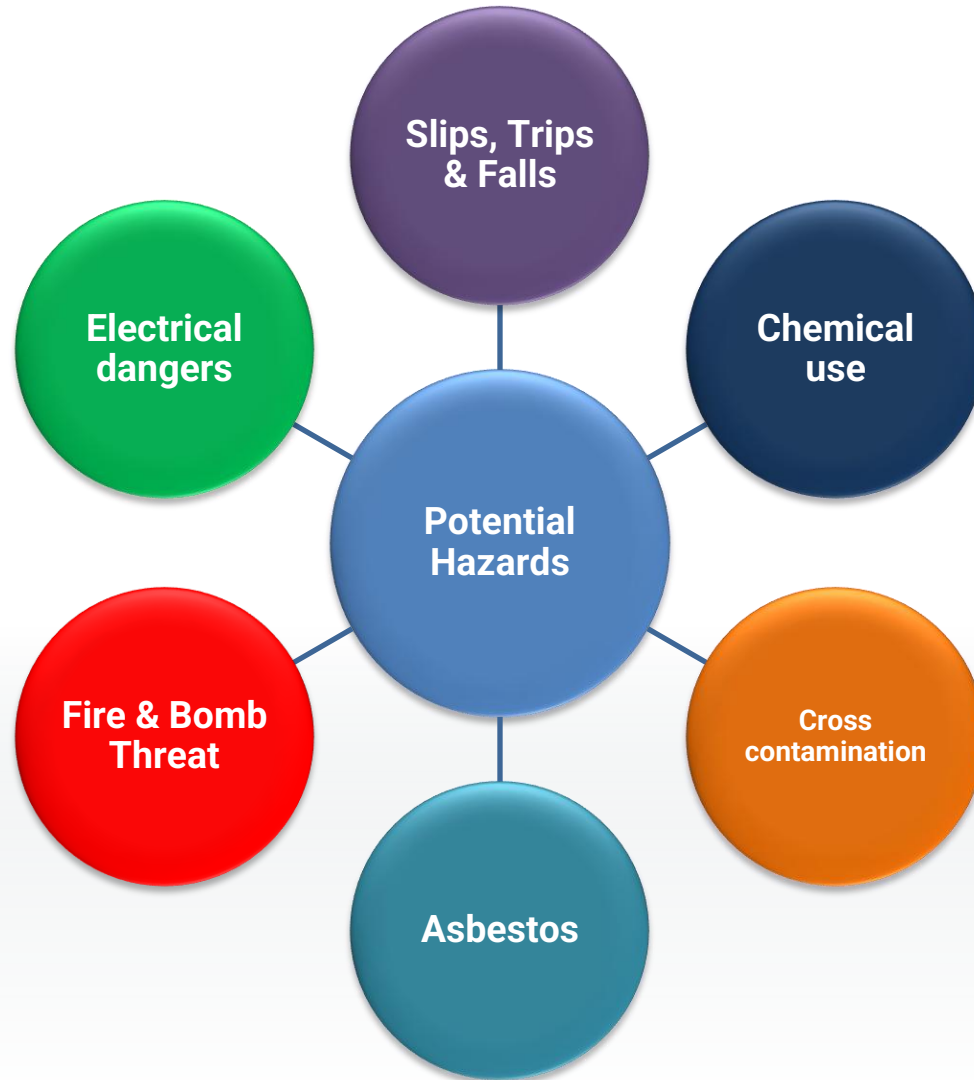 Slips, Trips
& Falls
Electrical
dangers
Chemical
use
Potential
Hazards
Fire & Bomb
Threat
Cross
contamination
Asbestos